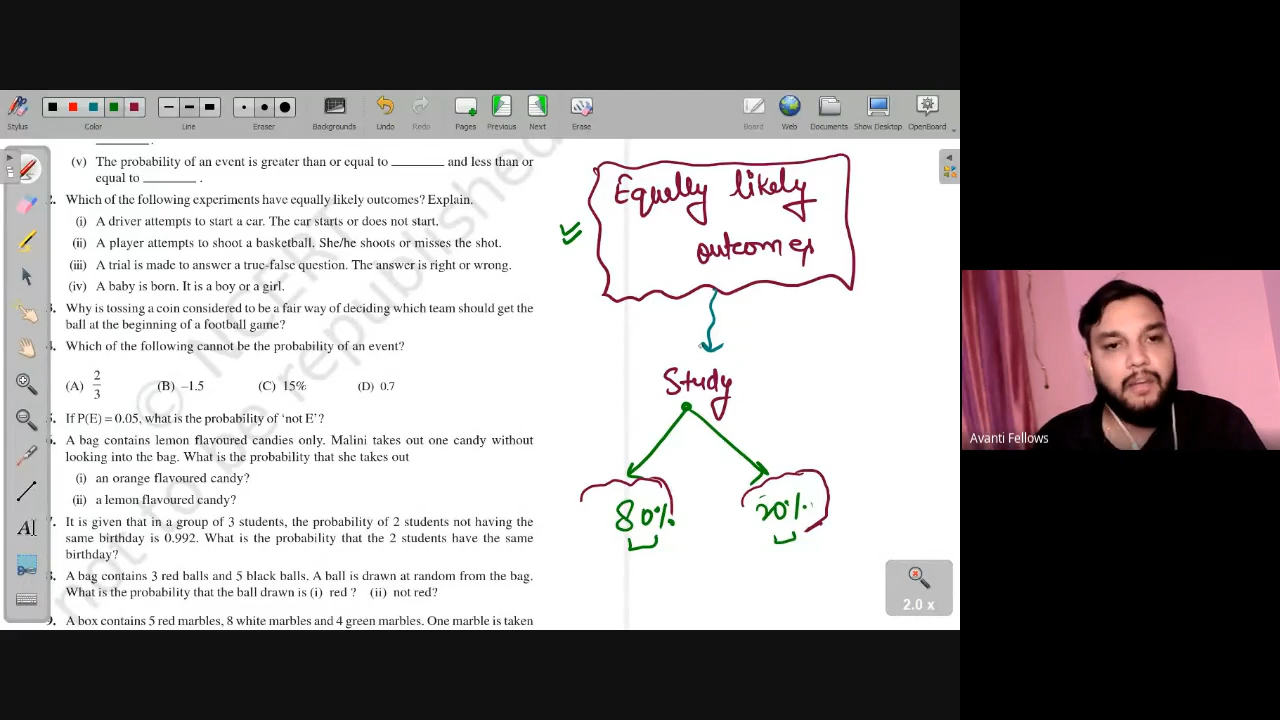 Stylus
Color
Line
Eraser
Backgrounds
Undo
Redo
Pages
Previous
Next
Erase
Board
Web
Documents
Show Desktop
OpenBoard
(v) The probability of an event is greater than or equal to ________ and less than or
equal to ________ .
2. Which of the following experiments have equally likely outcomes? Explain.
(i) A driver attempts to start a car. The car starts or does not start.
(ii) A player attempts to shoot a basketball. She/he shoots or misses the shot.
(iii) A trial is made to answer a true-false question. The answer is right or wrong.
(iv) A baby is born. It is a boy or a girl.
Why is tossing a coin considered to be a fair way of deciding which team should get the
ball at the beginning of a football game?
Which of the following cannot be the probability of an event?
(A) 2/3 (B) –1.5 (C) 15% (D) 0.7
If P(E) = 0.05, what is the probability of ‘not E’?
A bag contains lemon flavoured candies only. Malini takes out one candy without
looking into the bag. What is the probability that she takes out
(i) an orange flavoured candy?
(ii) a lemon flavoured candy?
7. It is given that in a group of 3 students, the probability of 2 students not having the
same birthday is 0.992. What is the probability that the 2 students have the same
birthday?
A bag contains 3 red balls and 5 black balls. A ball is drawn at random from the bag.
What is the probability that the ball drawn is (i) red ? (ii) not red?
9. A box contains 5 red marbles, 8 white marbles and 4 green marbles. One marble is taken
© NCERT
not to be republished
Equally likely
outcomes
Study
80% 20%
2.0 x
Avanti Fellows